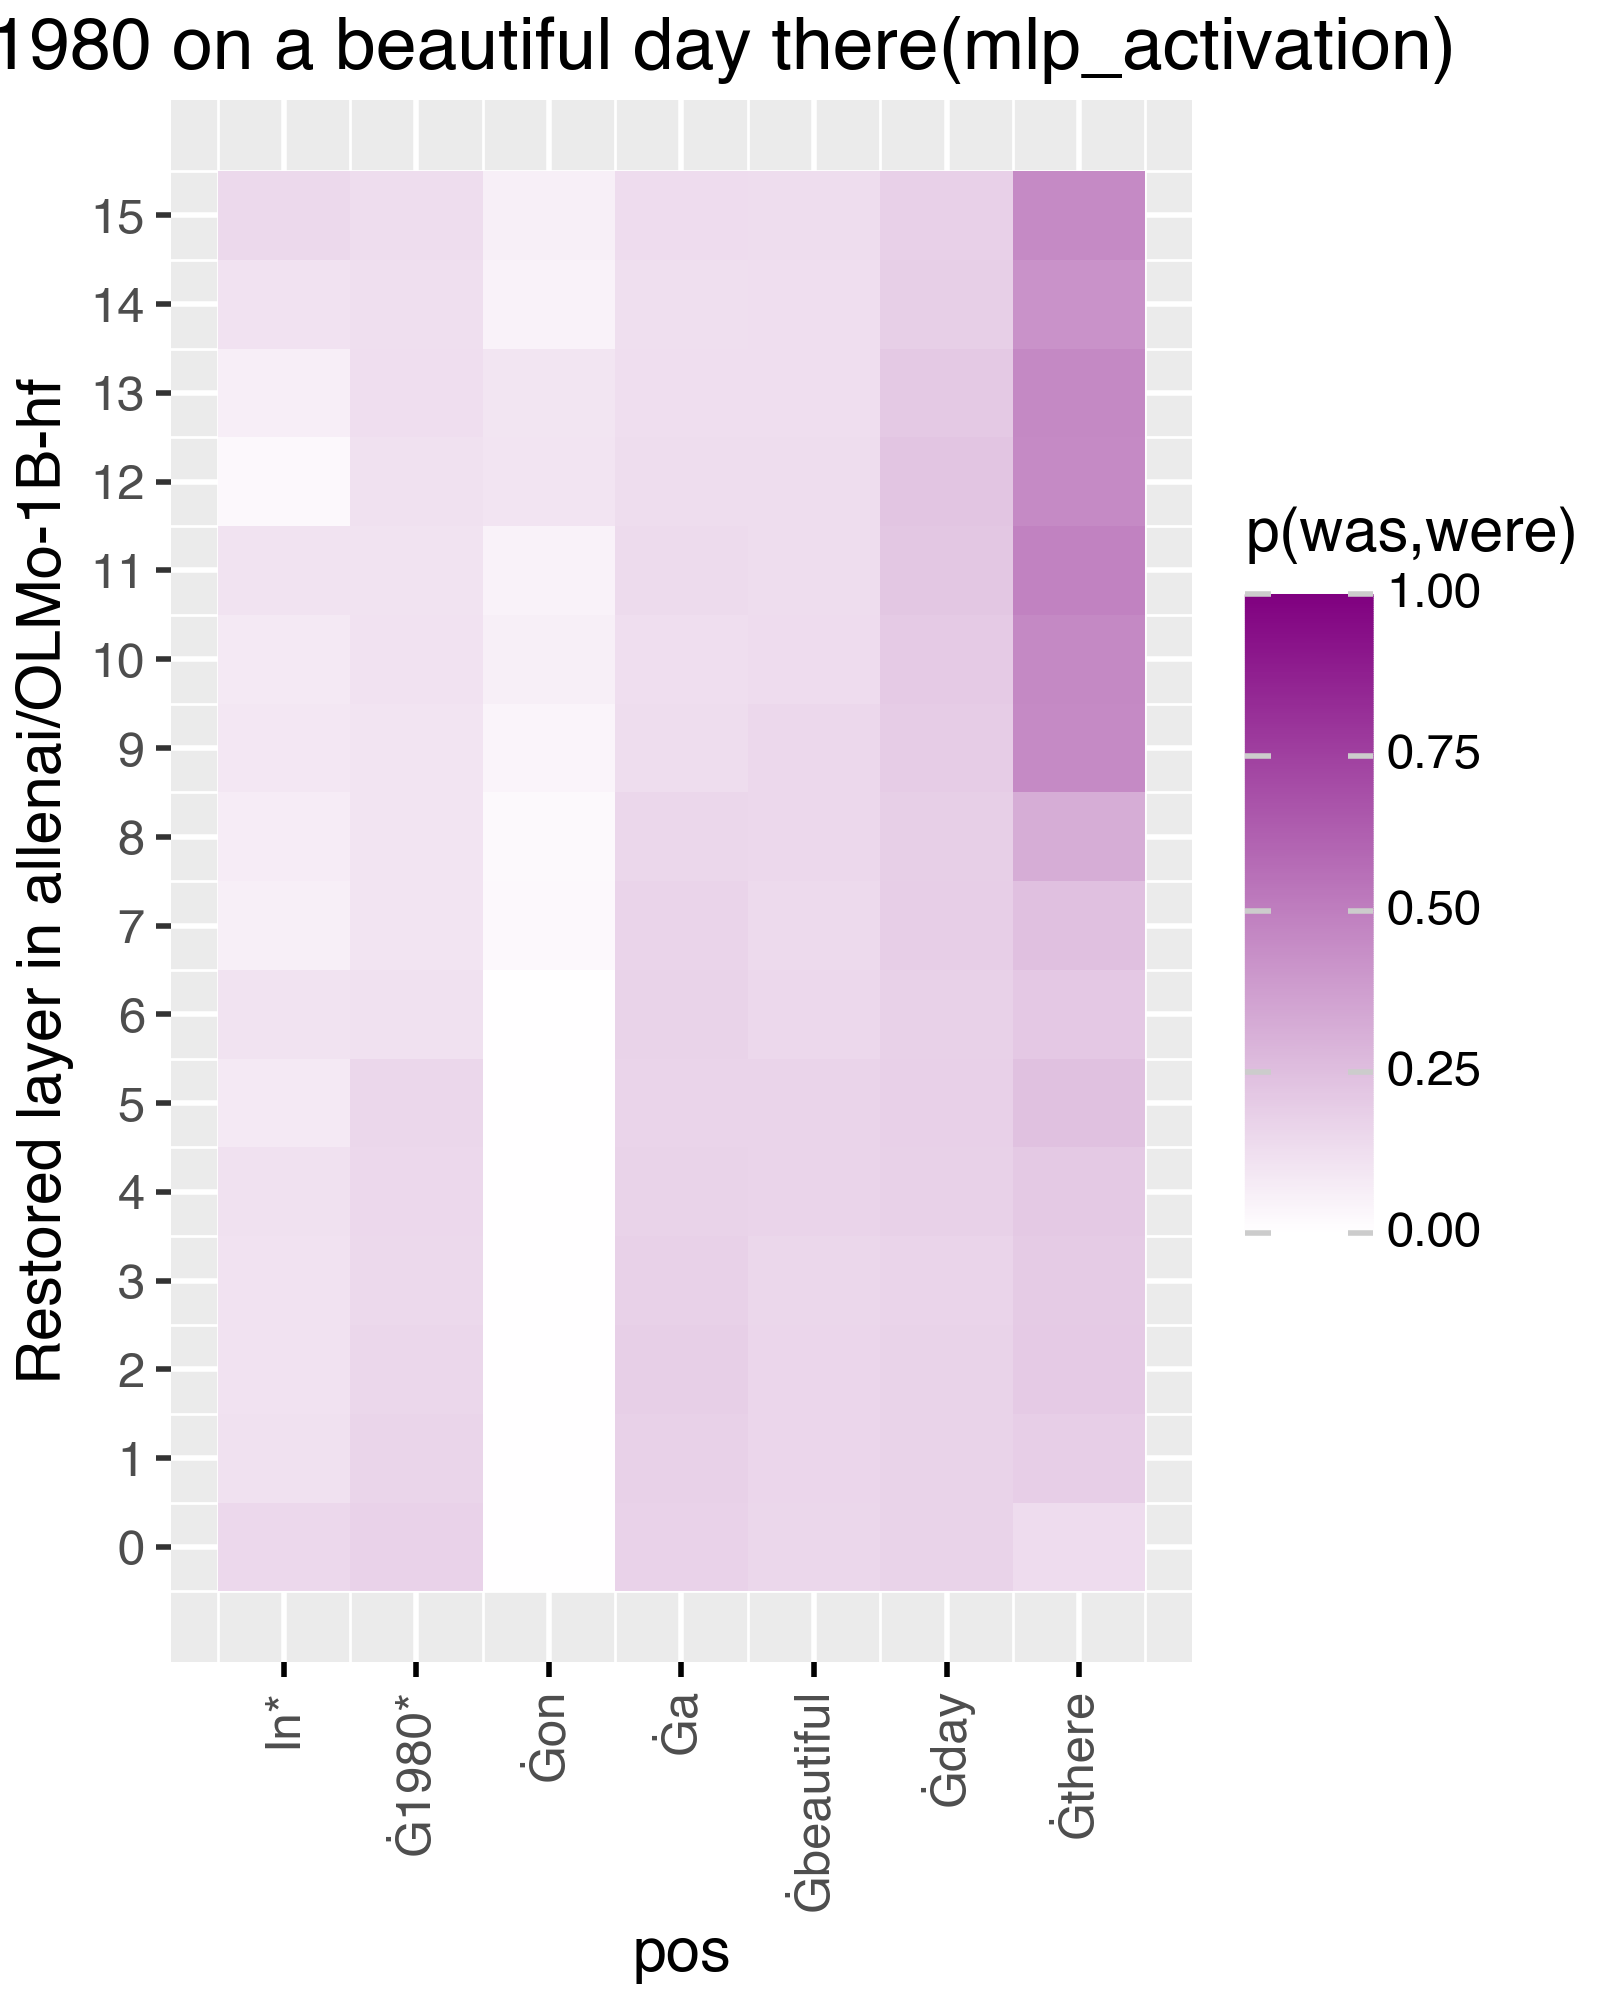 1980 on a beautiful day there(mlp_activation)
Restored layer in allenai/OLMo-1B-hf
15
14
13
12
11
10
9
8
7
6
5
4
3
2
1
0
In*
Ġ1980*
Ġon
Ġa
Ġbeautiful
Ġday
Ġthere
pos
p(was,were)
1.00
0.75
0.50
0.25
0.00